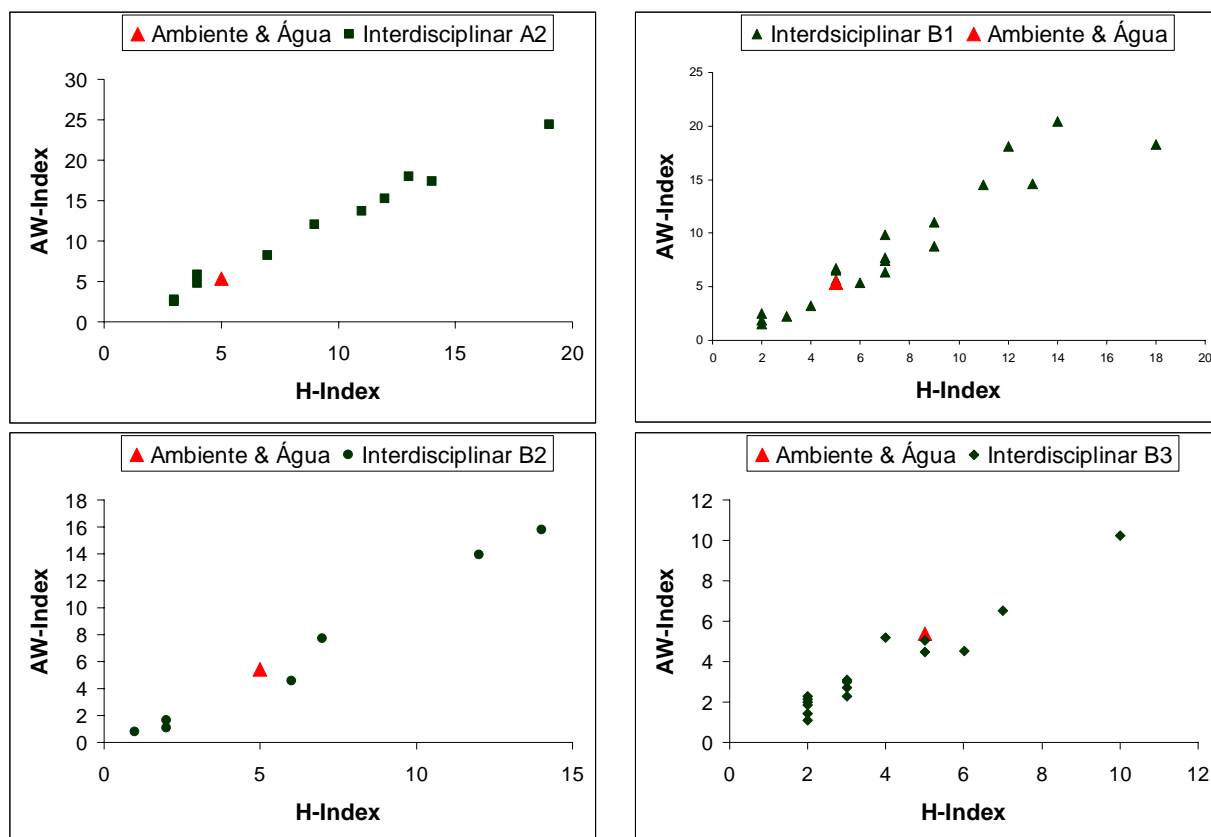 Ambiente & Água Interdisciplinar A2
30
25
20
15
10
5
0
AW-Index
0 5 10 15 20
H-Index
Interdsiciplinar B1 Ambiente & Água
25
20
15
10
5
0
AW-Index
0 2 4 6 8 10 12 14 16 18 20
H-Index
Ambiente & Água Interdisciplinar B2
18
16
14
12
10
8
6
4
2
0
AW-Index
0 5 10 15
H-Index
Ambiente & Água Interdisciplinar B3
12
10
8
6
4
2
0
AW-Index
0 2 4 6 8 10 12
H-Index